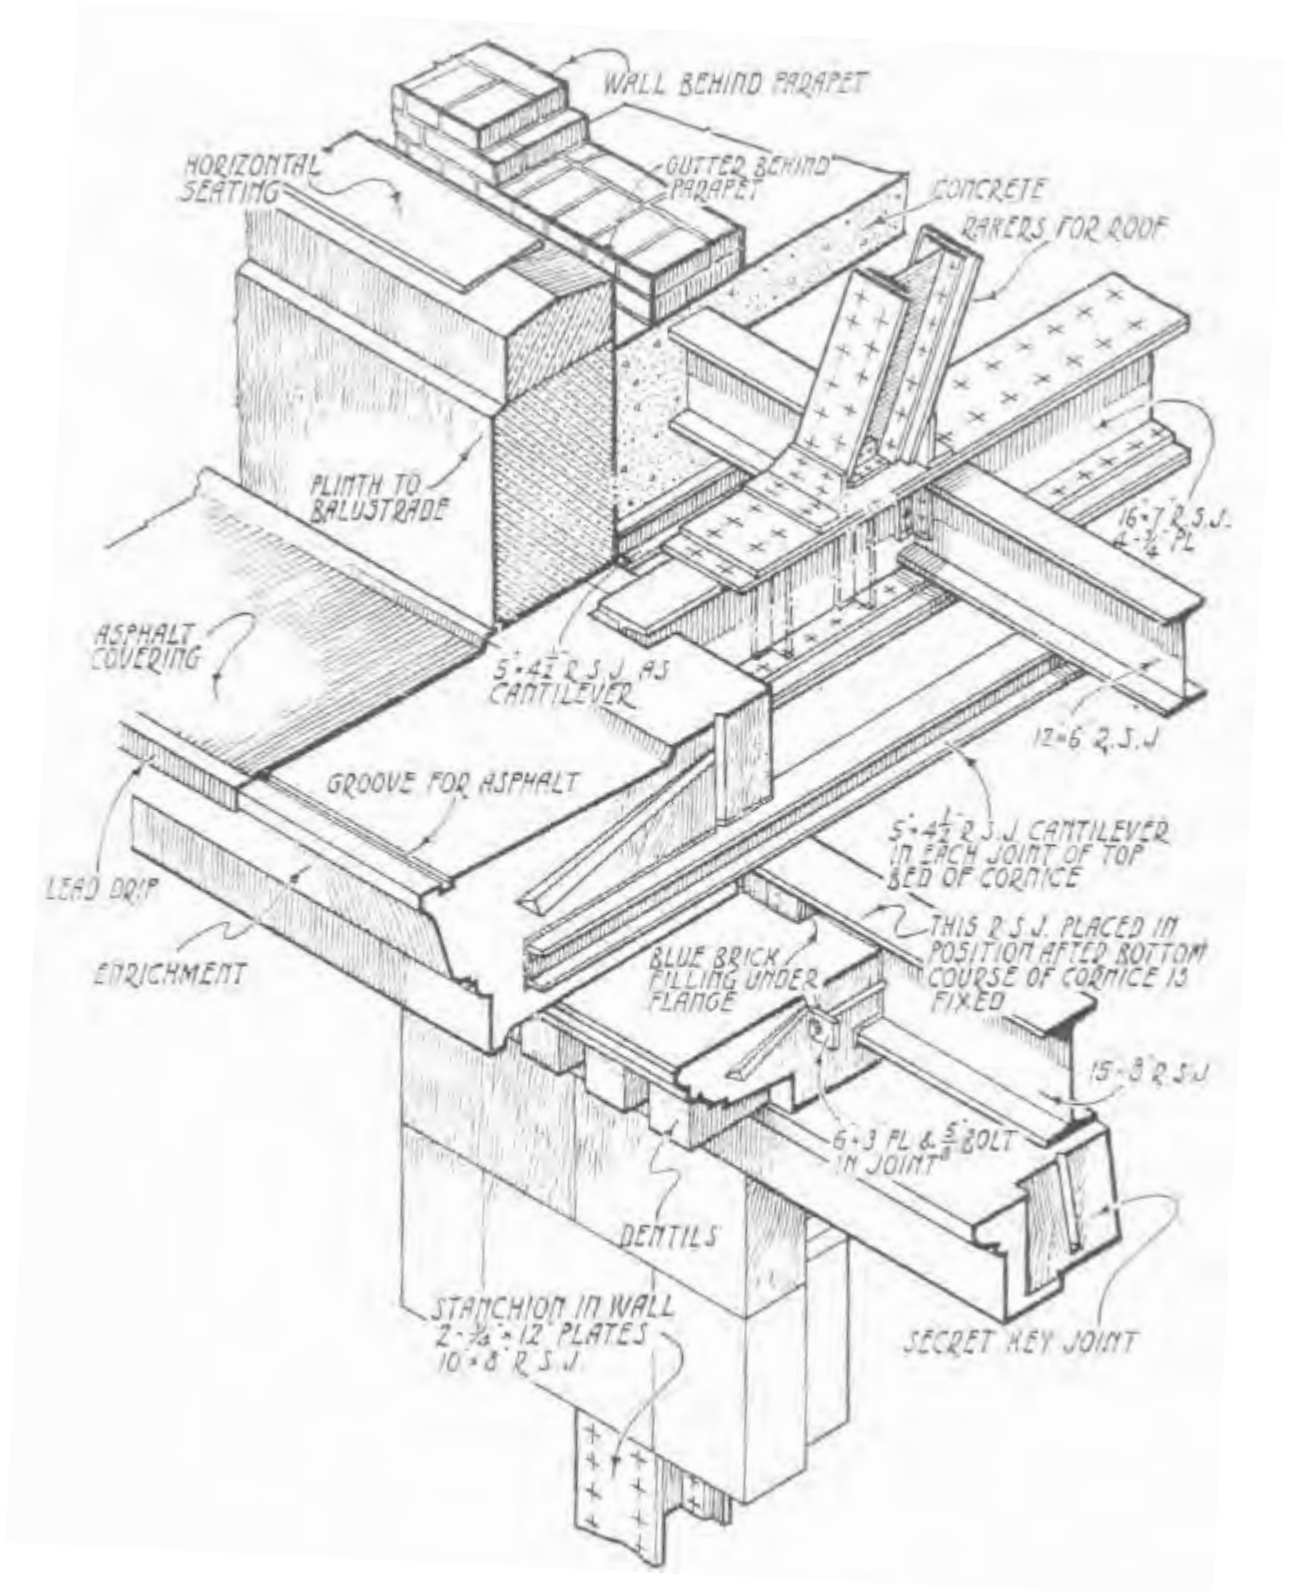 WALL BEHIND PARAPET
HORIZONTAL
SEATING
GUTTER BEHIND
PARAPET
CONCRETE
RAKERS FOR ROOF
PLINTH TO
BALUSTRADE
16"×7" R.S.J.
4-¾" PL
ASPHALT
COVERING
5"×4½" R.S.J. AS
CANTILEVER
12"×6" R.S.J
GROOVE FOR ASPHALT
5"×4½" R.S.J. CANTILEVER
IN EACH JOINT OF TOP
BED OF CORNICE
LEAD DRIP
ENRICHMENT
BLUE BRICK
FILLING UNDER
FLANGE
THIS R.S.J. PLACED IN
POSITION AFTER BOTTOM
COURSE OF CORNICE IS
FIXED
15"×8" R.S.J
6"×3" PL & ⅝" BOLT
IN JOINT
DENTILS
STANCHION IN WALL
2-¾"×12" PLATES
10"×8" R.S.J.
SECRET KEY JOINT